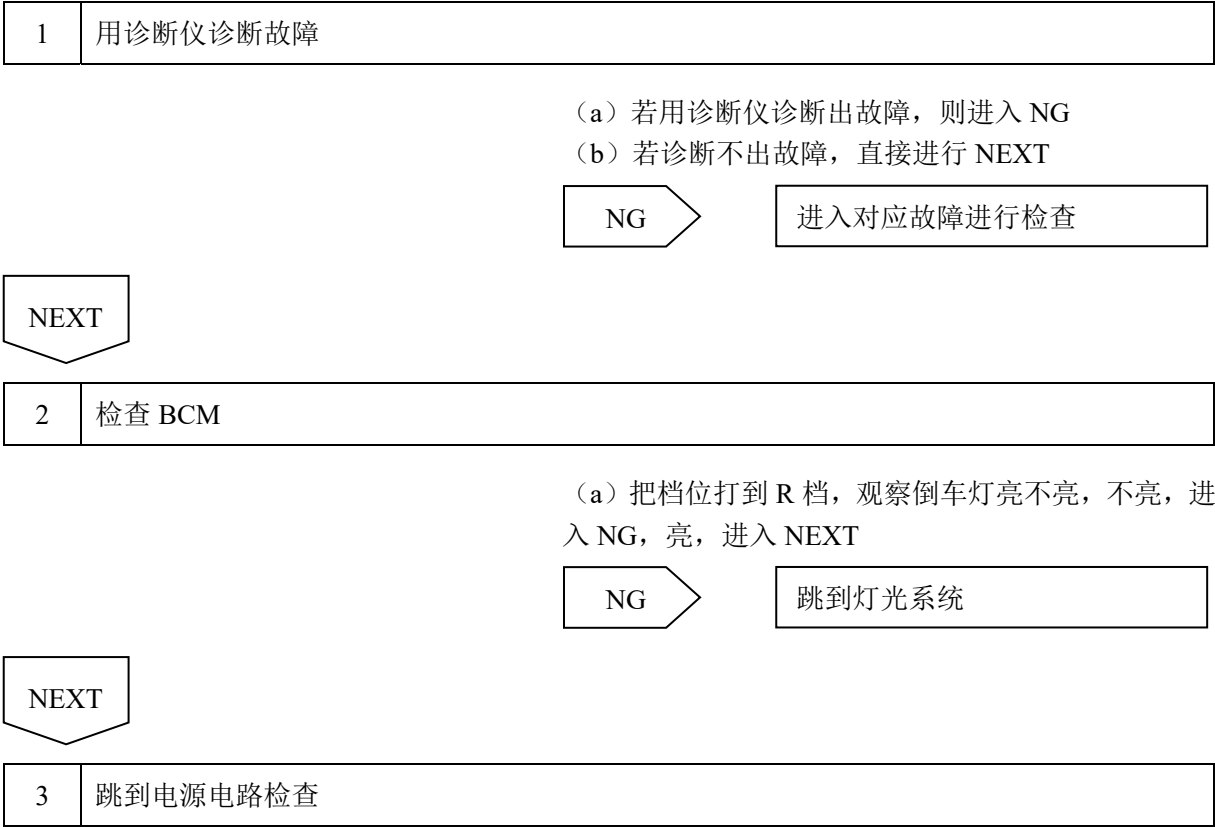 1 用诊断仪诊断故障
（a）若用诊断仪诊断出故障，则进入 NG
（b）若诊断不出故障，直接进行 NEXT
NG 进入对应故障进行检查
NEXT
2 检查 BCM
（a）把档位打到 R 档，观察倒车灯亮不亮，不亮，进
入 NG，亮，进入 NEXT
NG 跳到灯光系统
NEXT
3 跳到电源电路检查